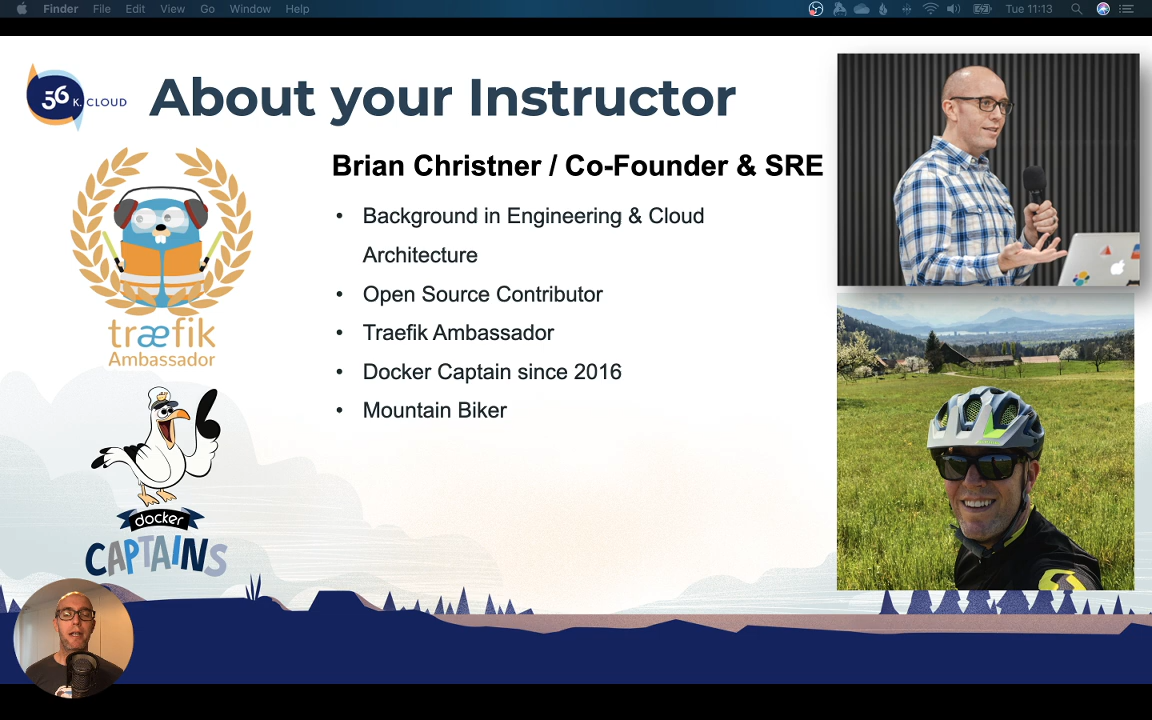 Finder File Edit View Go Window Help Tue 11:13
56 K.CLOUD
About your Instructor
Brian Christner / Co-Founder & SRE
• Background in Engineering & Cloud
Architecture
• Open Source Contributor
• Traefik Ambassador
• Docker Captain since 2016
• Mountain Biker
træfik
Ambassador
docker
CAPTAINS